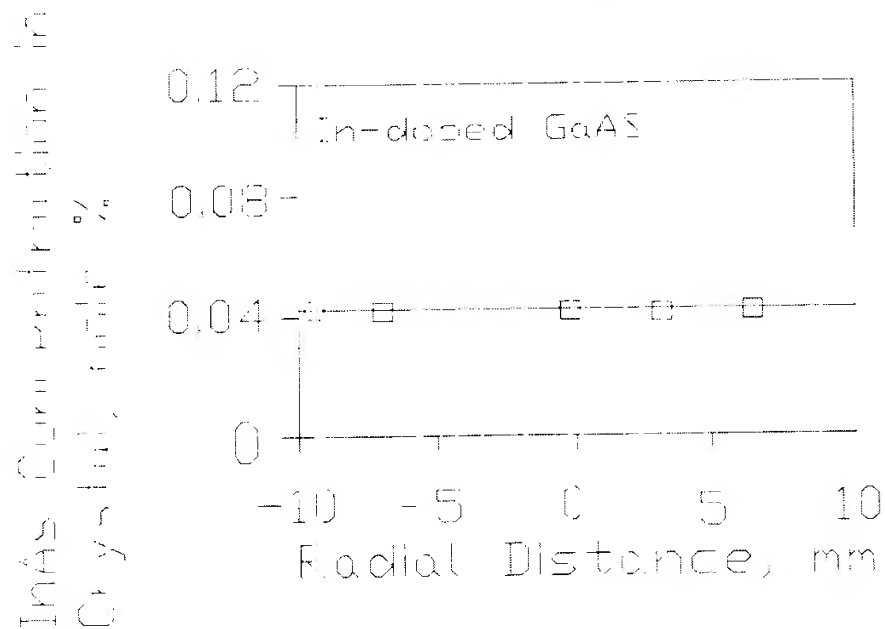 InAs Concentration in
Crystal, mole %
0.12
In-doped GaAS
0.08
0.04
0
-10 -5 0 5 10
Radial Distance, mm